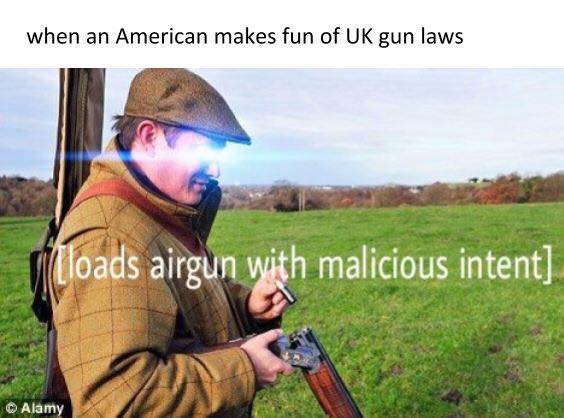 when an American makes fun of UK gun laws
[loads airgun with malicious intent]
© Alamy